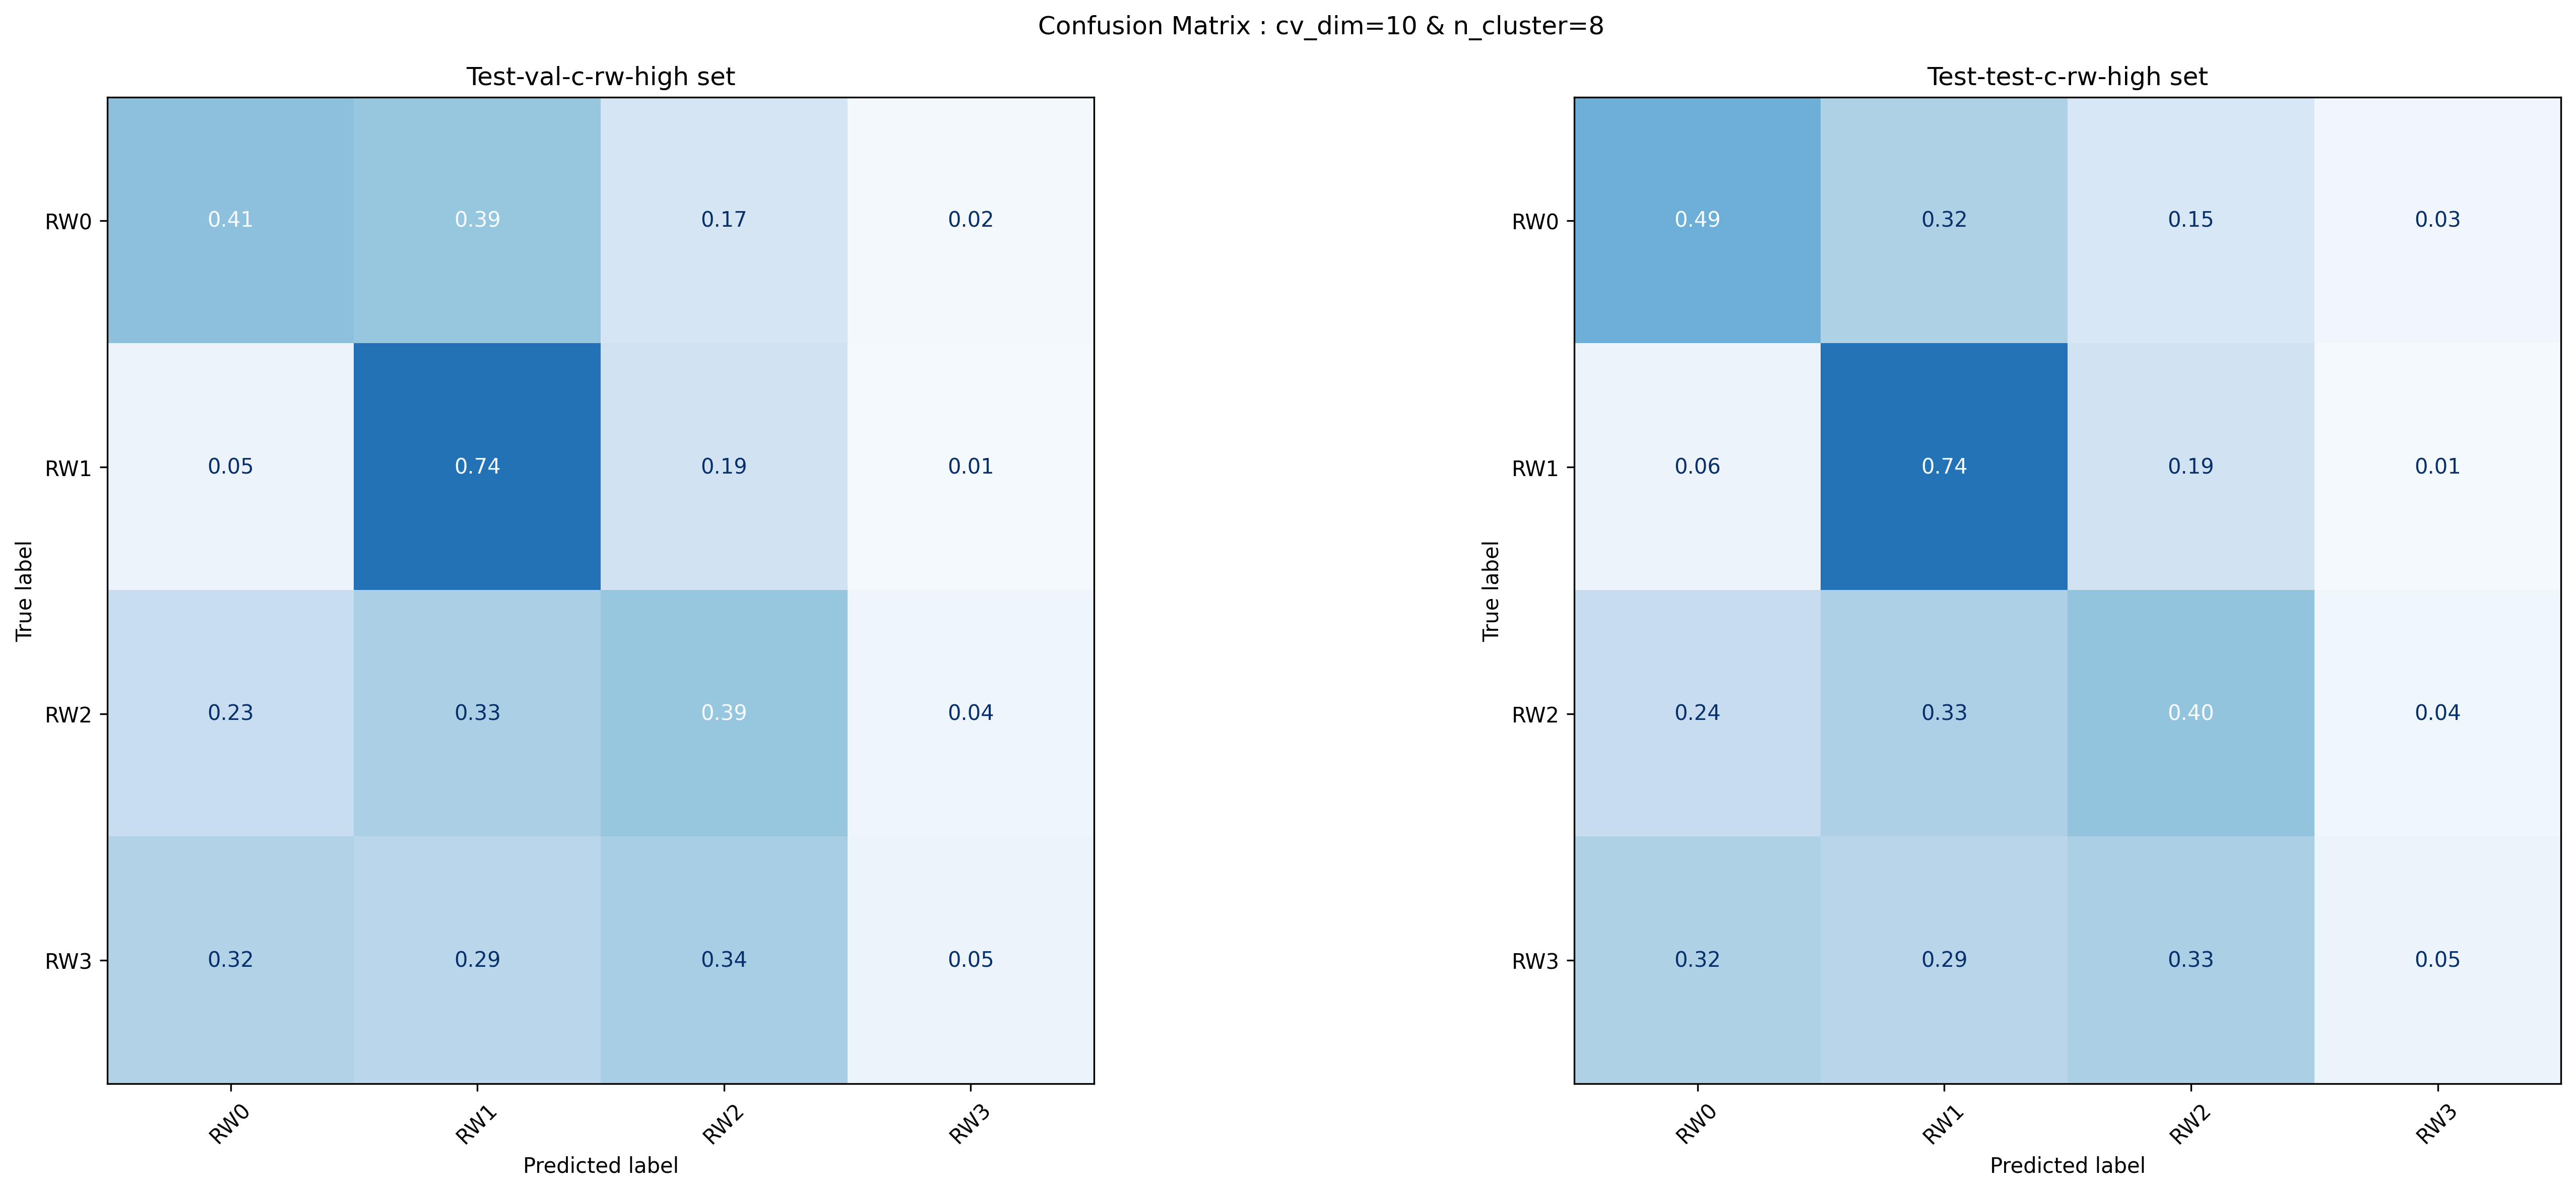 Confusion Matrix : cv_dim=10 & n_cluster=8
Test-val-c-rw-high set
True label
RW0 0.41 0.39 0.17 0.02
RW1 0.05 0.74 0.19 0.01
RW2 0.23 0.33 0.39 0.04
RW3 0.32 0.29 0.34 0.05
RW0 RW1 RW2 RW3
Predicted label
Test-test-c-rw-high set
True label
RW0 0.49 0.32 0.15 0.03
RW1 0.06 0.74 0.19 0.01
RW2 0.24 0.33 0.40 0.04
RW3 0.32 0.29 0.33 0.05
RW0 RW1 RW2 RW3
Predicted label